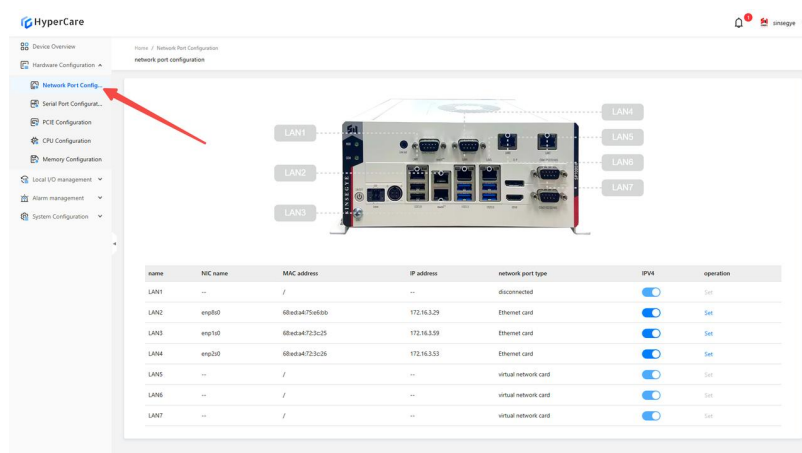 HyperCare
1
sinsegye
Device Overview
Hardware Configuration
Network Port Config...
Serial Port Configurat...
PCIE Configuration
CPU Configuration
Memory Configuration
Local I/O management
Alarm management
System Configuration
Home / Network Port Configuration
network port configuration
LAN1
LAN2
LAN3
LAN4
LAN5
LAN6
LAN7
SINSEGYE
name NIC name MAC address IP address network port type IPV4 operation
LAN1 -- / -- disconnected Set
LAN2 enp8s0 68:ed:a4:75:e6:bb 172.16.3.29 Ethernet card Set
LAN3 enp1s0 68:ed:a4:72:3c:25 172.16.3.59 Ethernet card Set
LAN4 enp2s0 68:ed:a4:72:3c:26 172.16.3.53 Ethernet card Set
LAN5 -- / -- virtual network card Set
LAN6 -- / -- virtual network card Set
LAN7 -- / -- virtual network card Set